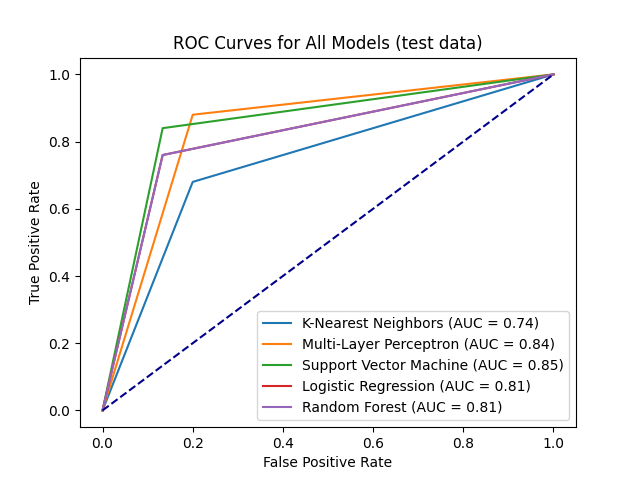 ROC Curves for All Models (test data)
True Positive Rate
1.0
0.8
0.6
0.4
0.2
0.0
K-Nearest Neighbors (AUC = 0.74)
Multi-Layer Perceptron (AUC = 0.84)
Support Vector Machine (AUC = 0.85)
Logistic Regression (AUC = 0.81)
Random Forest (AUC = 0.81)
0.0 0.2 0.4 0.6 0.8 1.0
False Positive Rate